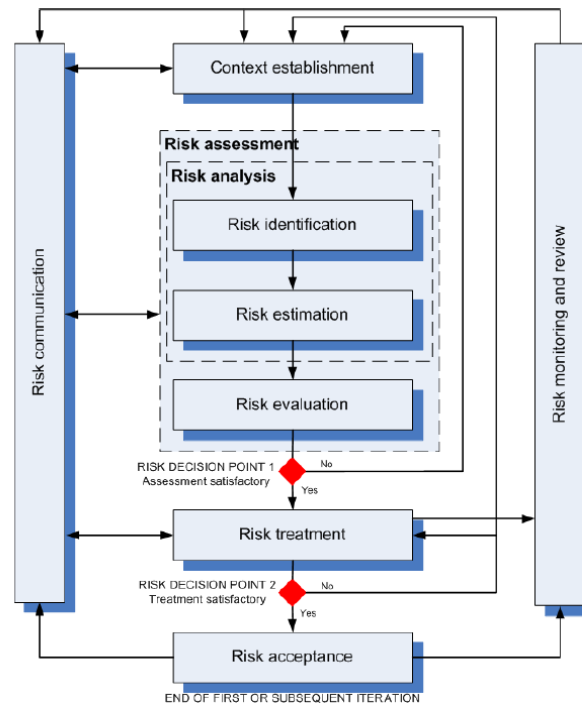 Context establishment
Risk assessment
Risk analysis
Risk identification
Risk estimation
Risk evaluation
RISK DECISION POINT 1
Assessment satisfactory
No
Yes
Risk treatment
RISK DECISION POINT 2
Treatment satisfactory
No
Yes
Risk acceptance
END OF FIRST OR SUBSEQUENT ITERATION
Risk communication
Risk monitoring and review